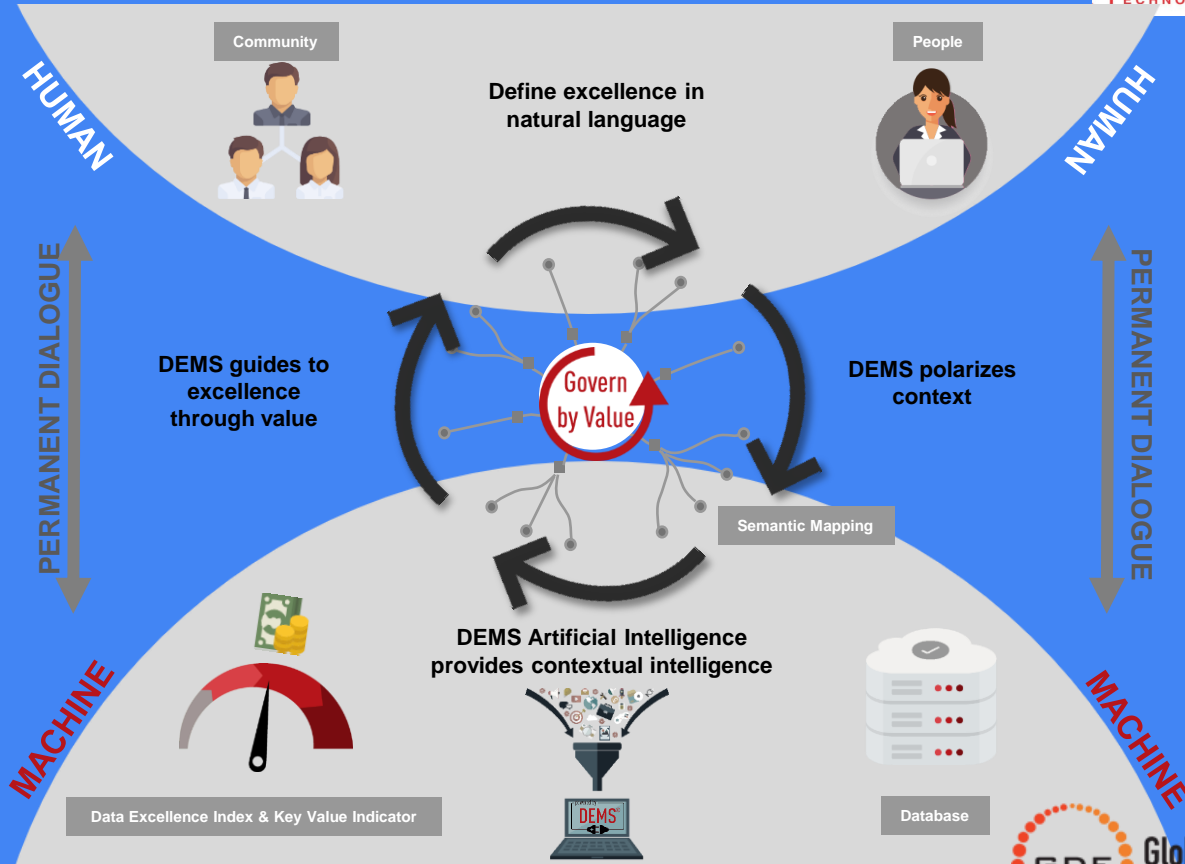 TECHNO
Community
People
HUMAN
HUMAN
Define excellence in
natural language
PERMANENT DIALOGUE
PERMANENT DIALOGUE
DEMS guides to
excellence
through value
Govern
by Value
DEMS polarizes
context
Semantic Mapping
DEMS Artificial Intelligence
provides contextual intelligence
MACHINE
MACHINE
DEMS
Data Excellence Index & Key Value Indicator
Database
Glo